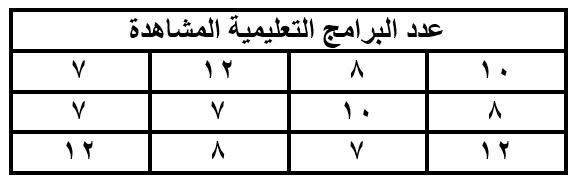 عدد البرامج التعليمية المشاهدة
١٠ ٨ ١٢ ٧
٨ ١٠ ٧ ٧
١٢ ٧ ٨ ١٢